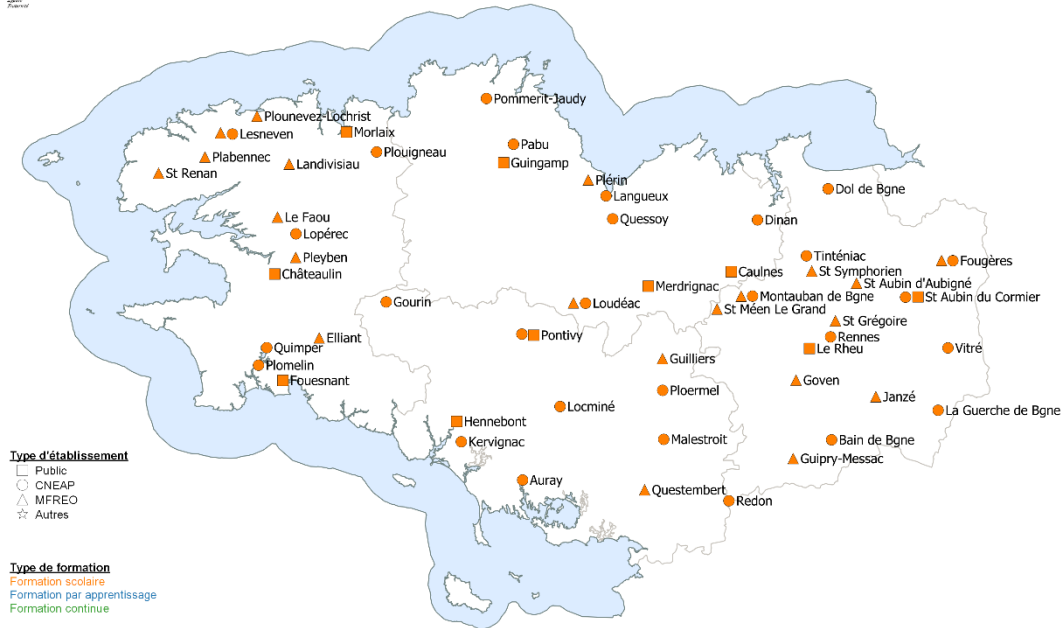 Pommerit-Jaudy
Plounevez-Lochrist
Lesneven
Morlaix
Pabu
Plouigneau
Plabennec
Landivisiau
Guingamp
St Renan
Plérin
Langueux
Dol de Bgne
Le Faou
Quessoy
Dinan
Lopérec
Pleyben
Tinténiac
Fougères
Châteaulin
Caulnes
St Symphorien
St Aubin d'Aubigné
Merdrignac
Gourin
Loudéac
Montauban de Bgne
St Aubin du Cormier
St Méen Le Grand
St Grégoire
Elliant
Pontivy
Rennes
Quimper
Le Rheu
Vitré
Guilliers
Plomelin
Fouesnant
Goven
Ploermel
Janzé
Locminé
La Guerche de Bgne
Hennebont
Kervignac
Malestroit
Bain de Bgne
Guipry-Messac
Auray
Questembert
Redon
Type d'établissement
Public
CNEAP
MFREO
Autres
Type de formation
Formation scolaire
Formation par apprentissage
Formation continue